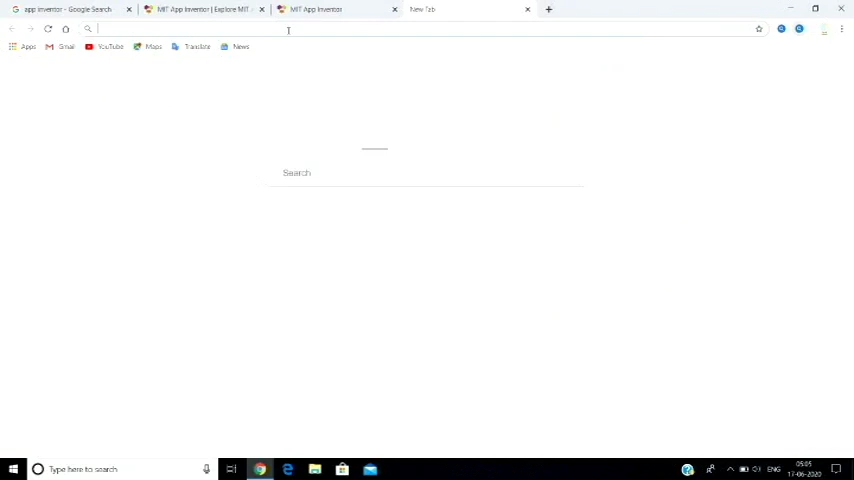 app inventor - Google Search
MIT App Inventor | Explore MIT
MIT App Inventor
New Tab
Apps
Gmail
YouTube
Maps
Translate
News
Search
Type here to search
ENG
05:05
17-06-2020